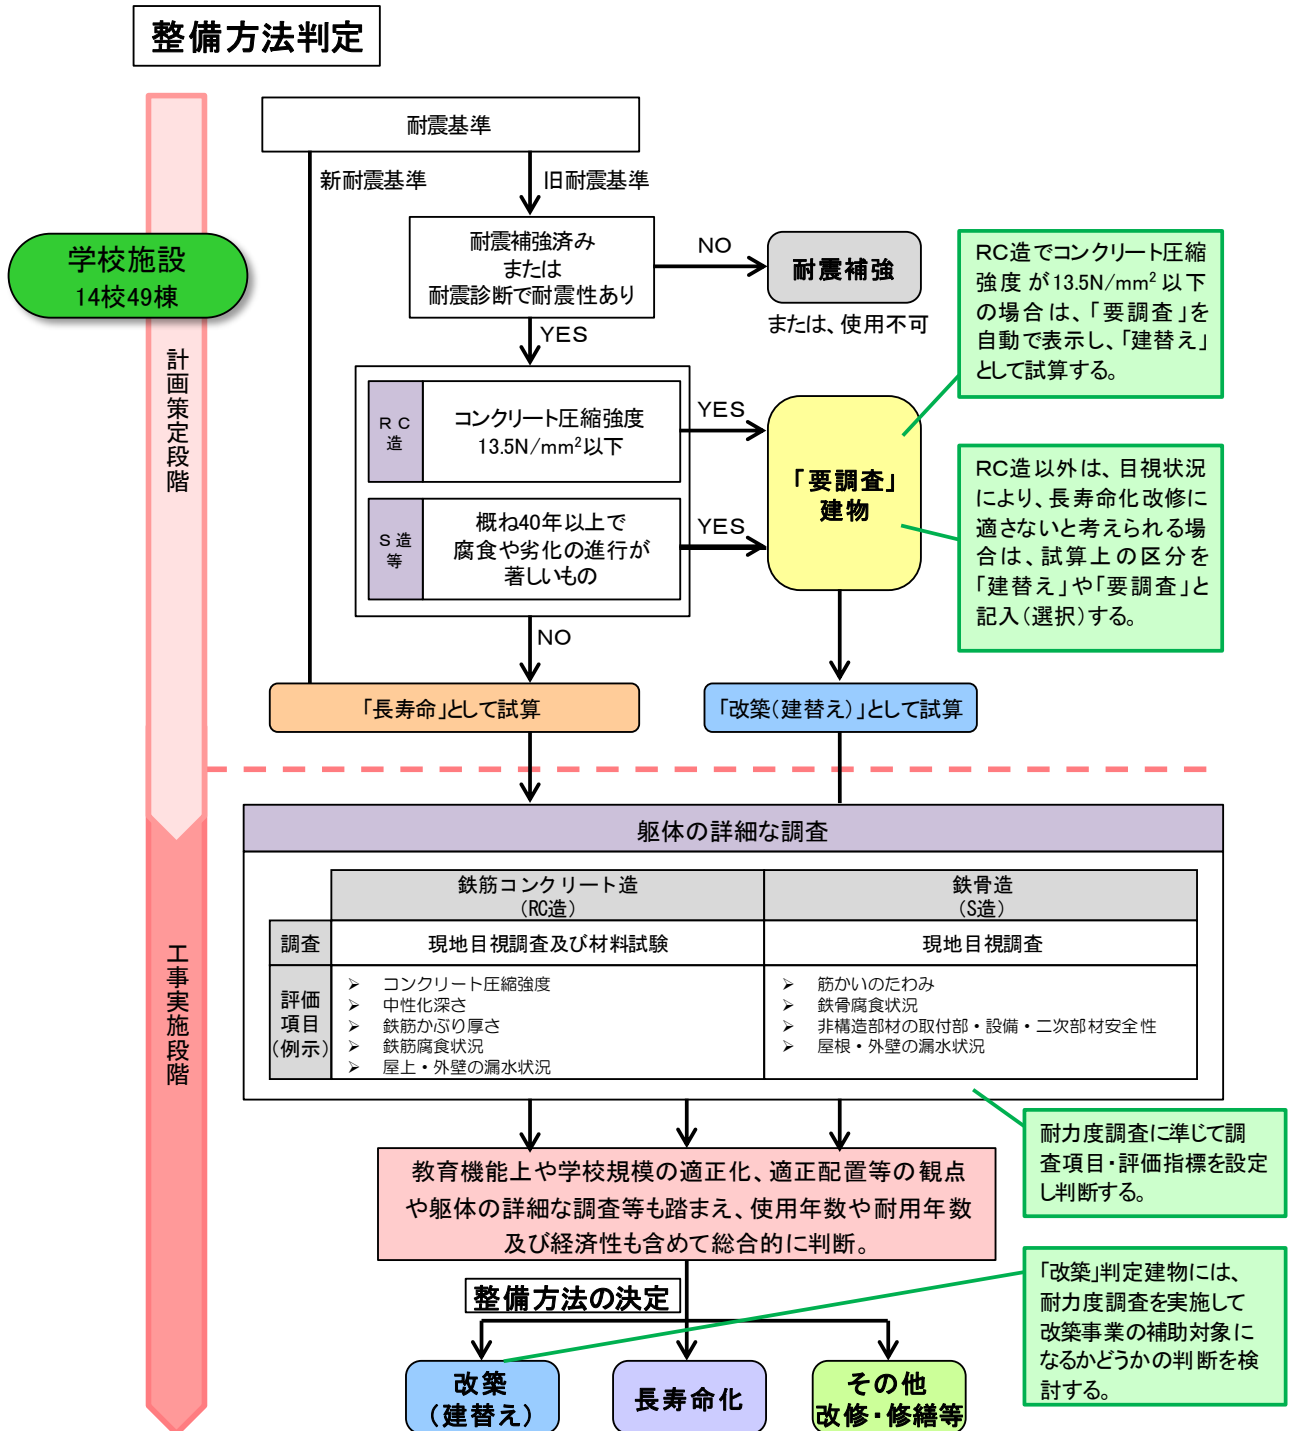 整備方法判定
耐震基準
新耐震基準
旧耐震基準
学校施設
14校49棟
計画策定段階
耐震補強済み
または
耐震診断で耐震性あり
NO
耐震補強
または、使用不可
YES
RC
造
コンクリート圧縮強度
13.5N/mm²以下
YES
S造
等
概ね40年以上で
腐食や劣化の進行が
著しいもの
YES
「要調査」
建物
NO
RC造でコンクリート圧縮
強度が13.5N/mm²以下
の場合は、「要調査」を
自動で表示し、「建替え」
として試算する。
RC造以外は、目視状況
により、長寿命化改修に
適さないと考えられる場
合は、試算上の区分を
「建替え」や「要調査」と
記入(選択)する。
「長寿命」として試算
「改築(建替え)」として試算
工事実施段階
躯体の詳細な調査
鉄筋コンクリート造
(RC造)
鉄骨造
(S造)
調査
現地目視調査及び材料試験
現地目視調査
評価
項目
(例示)
➢ コンクリート圧縮強度
➢ 中性化深さ
➢ 鉄筋かぶり厚さ
➢ 鉄筋腐食状況
➢ 屋上・外壁の漏水状況
➢ 筋かいのたわみ
➢ 鉄骨腐食状況
➢ 非構造部材の取付部・設備・二次部材安全性
➢ 屋根・外壁の漏水状況
耐力度調査に準じて調
査項目・評価指標を設定
し判断する。
教育機能上や学校規模の適正化、適正配置等の観点
や躯体の詳細な調査等も踏まえ、使用年数や耐用年数
及び経済性も含めて総合的に判断。
整備方法の決定
「改築」判定建物には、
耐力度調査を実施して
改築事業の補助対象に
なるかどうかの判断を検
討する。
改築
(建替え)
長寿命化
その他
改修・修繕等